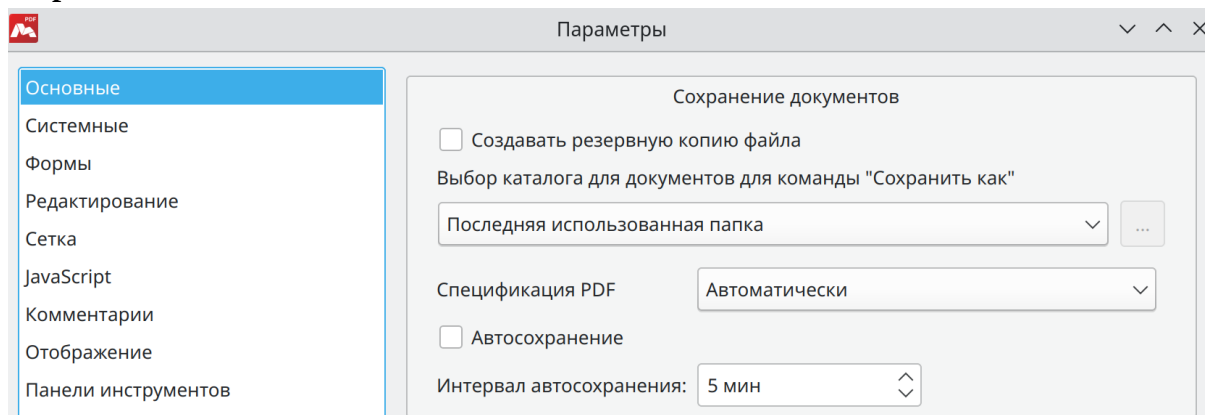 PDF
Параметры
Основные
Системные
Формы
Редактирование
Сетка
JavaScript
Комментарии
Отображение
Панели инструментов
Сохранение документов
Создавать резервную копию файла
Выбор каталога для документов для команды "Сохранить как"
Последняя использованная папка
...
Спецификация PDF Автоматически
Автосохранение
Интервал автосохранения: 5 мин